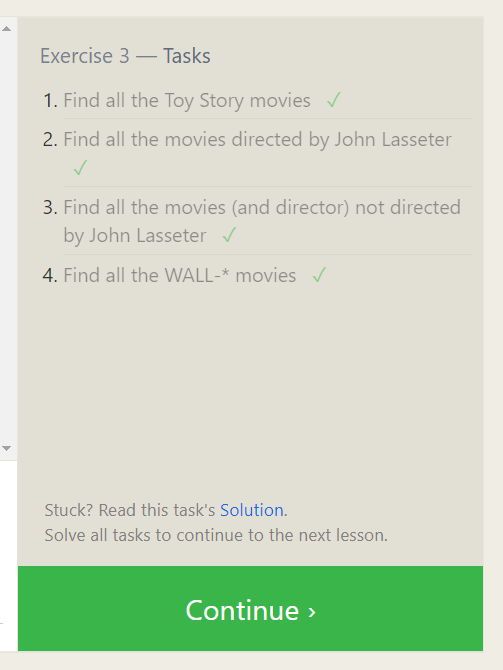 Exercise 3 — Tasks
1. Find all the Toy Story movies ✓
2. Find all the movies directed by John Lasseter
✓
3. Find all the movies (and director) not directed
by John Lasseter ✓
4. Find all the WALL-* movies ✓
Stuck? Read this task's Solution.
Solve all tasks to continue to the next lesson.
Continue ›